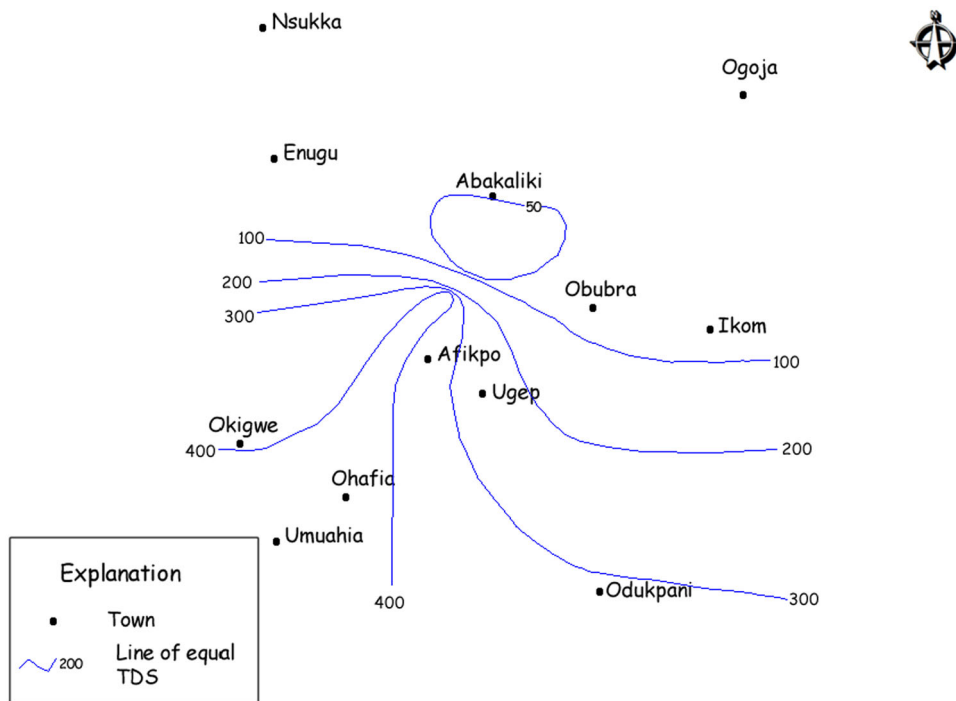 Nsukka
Ogoja
Enugu
Abakaliki
50
100
200
300
Obubra
Ikom
100
Afikpo
Ugep
Okigwe
400
200
Ohafia
Umuahia
400
Odukpani
300
Explanation
Town
200
Line of equal
TDS